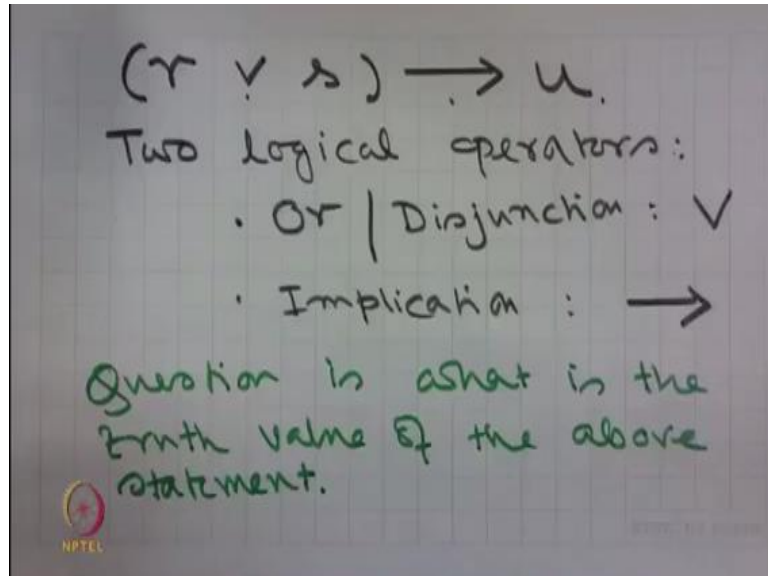 (r ∨ s) → u.
Two logical operators:
. Or | Disjunction : ∨
. Implication : →
Question is what is the
truth value of the above
statement.
NPTEL